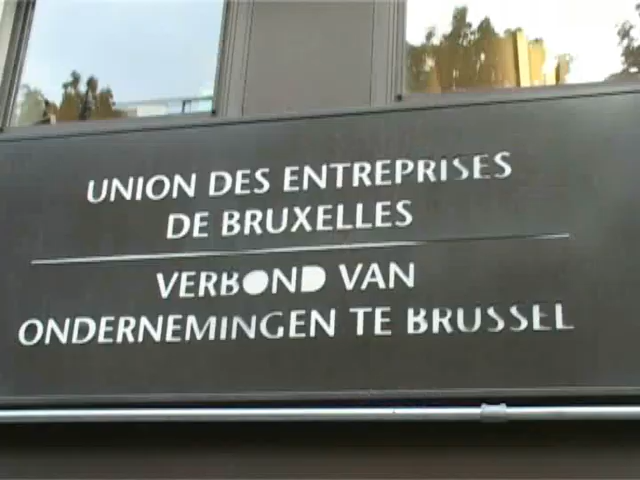 UNION DES ENTREPRISES
DE BRUXELLES
VERBOND VAN
ONDERNEMINGEN TE BRUSSEL